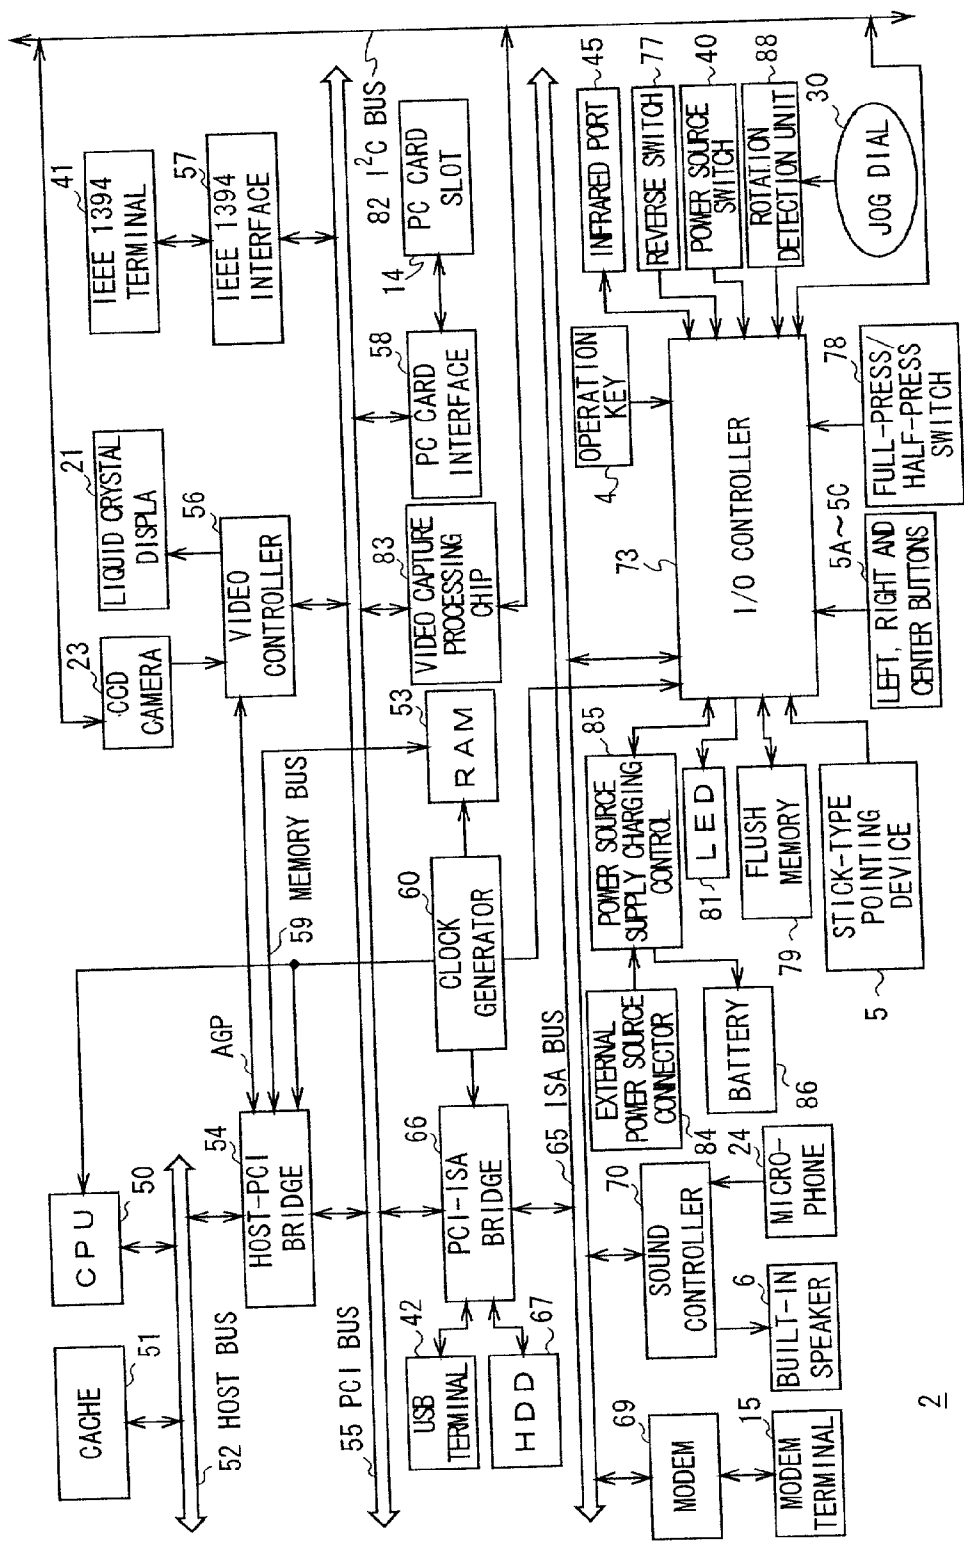 CACHE
51
CPU
50
52 HOST BUS
HOST-PCI
BRIDGE
54
AGP
59 MEMORY BUS
CCD
CAMERA
23
LIQUID CRYSTAL
DISPLA
21
VIDEO
CONTROLLER
56
IEEE 1394
TERMINAL
41
IEEE 1394
INTERFACE
57
55 PCI BUS
USB
TERMINAL
42
HDD
67
PCI-ISA
BRIDGE
66
CLOCK
GENERATOR
60
RAM
53
VIDEO CAPTURE
PROCESSING
CHIP
83
PC CARD
INTERFACE
58
PC CARD
SLOT
14
82 I²C BUS
65 ISA BUS
MODEM
69
MODEM
TERMINAL
15
SOUND
CONTROLLER
70
BUILT-IN
SPEAKER
6
MICRO-
PHONE
24
EXTERNAL
POWER SOURCE
CONNECTOR
84
BATTERY
86
POWER SOURCE
SUPPLY CHARGING
CONTROL
85
LED
81
FLUSH
MEMORY
79
STICK-TYPE
POINTING
DEVICE
5
I/O CONTROLLER
73
OPERATION
KEY
4
LEFT, RIGHT AND
CENTER BUTTONS
5A~5C
FULL-PRESS/
HALF-PRESS
SWITCH
78
INFRARED PORT
45
REVERSE SWITCH
77
POWER SOURCE
SWITCH
40
ROTATION
DETECTION UNIT
88
JOG DIAL
30
2